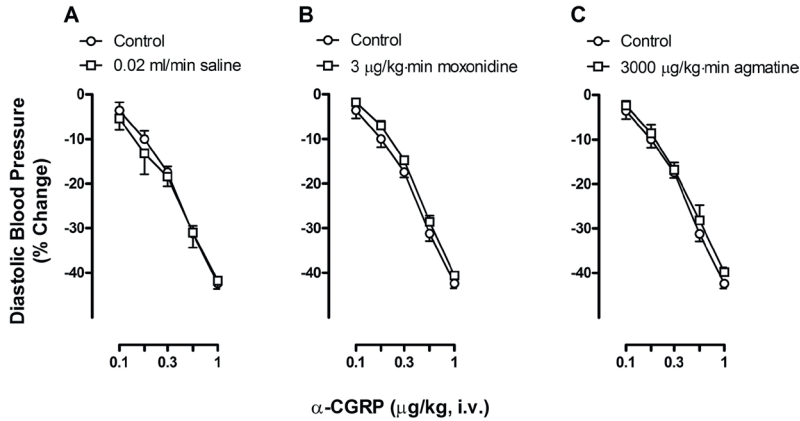 A
Control
0.02 ml/min saline
B
Control
3 μg/kg·min moxonidine
C
Control
3000 μg/kg·min agmatine
Diastolic Blood Pressure
(% Change)
0
-10
-20
-30
-40
0
-10
-20
-30
-40
0
-10
-20
-30
-40
0.1 0.3 1
0.1 0.3 1
0.1 0.3 1
α-CGRP (μg/kg, i.v.)